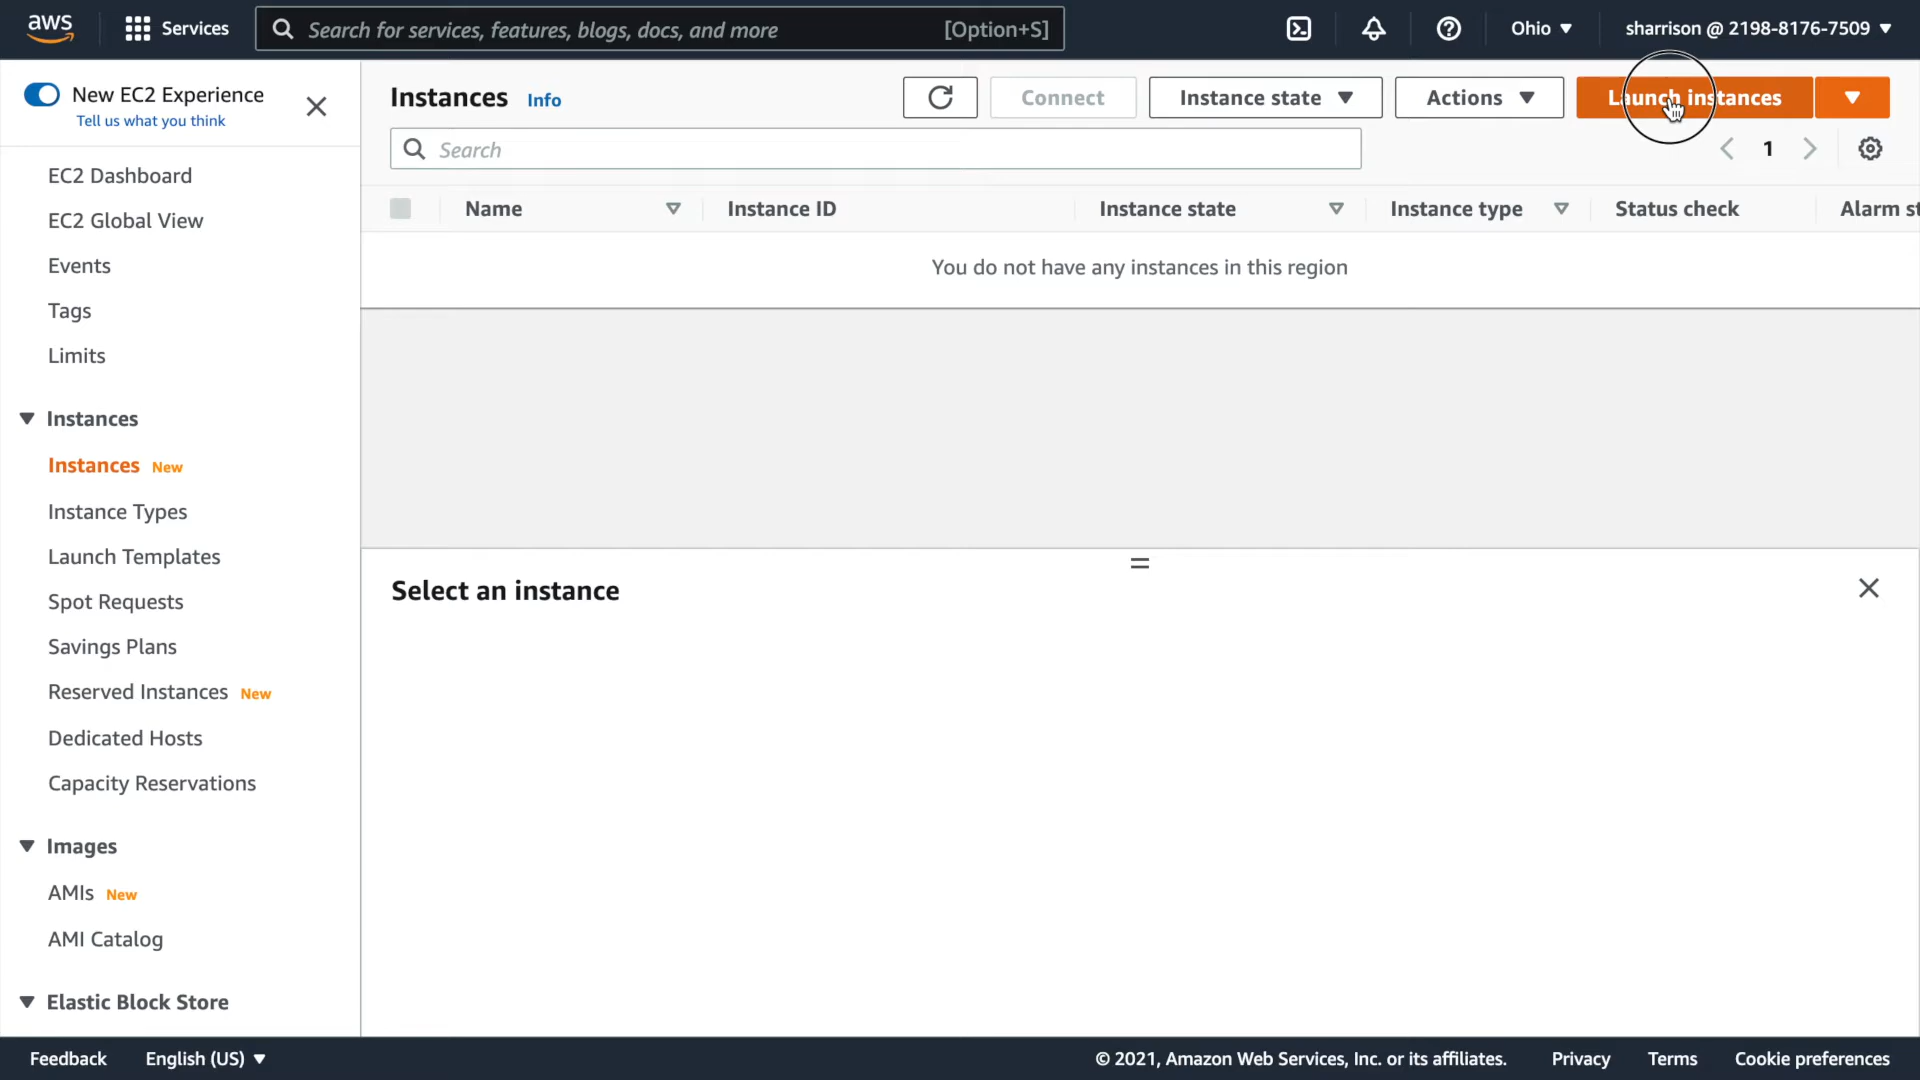 aws
Services
Search for services, features, blogs, docs, and more [Option+S]
Ohio
sharrison @ 2198-8176-7509
New EC2 Experience
Tell us what you think
EC2 Dashboard
EC2 Global View
Events
Tags
Limits
Instances
Instances New
Instance Types
Launch Templates
Spot Requests
Savings Plans
Reserved Instances New
Dedicated Hosts
Capacity Reservations
Images
AMIs New
AMI Catalog
Elastic Block Store
Instances Info
Connect
Instance state
Actions
Launch instances
Search
1
Name Instance ID Instance state Instance type Status check Alarm st
You do not have any instances in this region
Select an instance
Feedback English (US) © 2021, Amazon Web Services, Inc. or its affiliates. Privacy Terms Cookie preferences